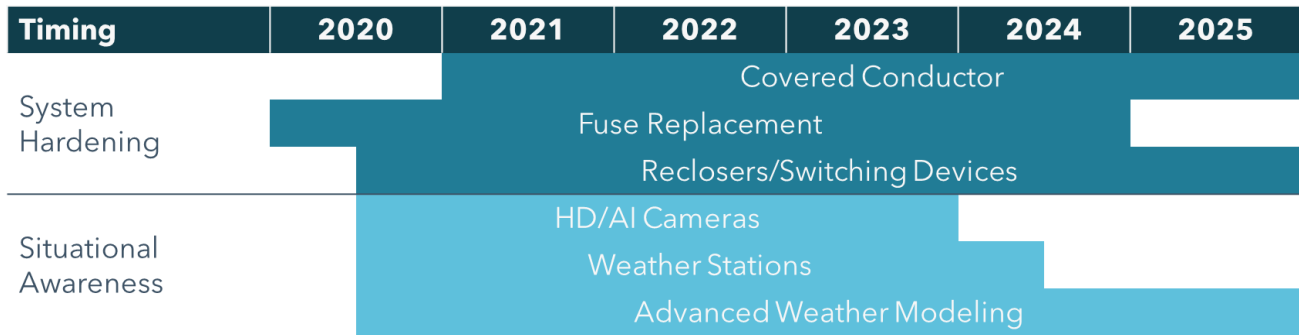 Timing 2020 2021 2022 2023 2024 2025
System
Hardening
Covered Conductor
Fuse Replacement
Reclosers/Switching Devices
Situational
Awareness
HD/AI Cameras
Weather Stations
Advanced Weather Modeling